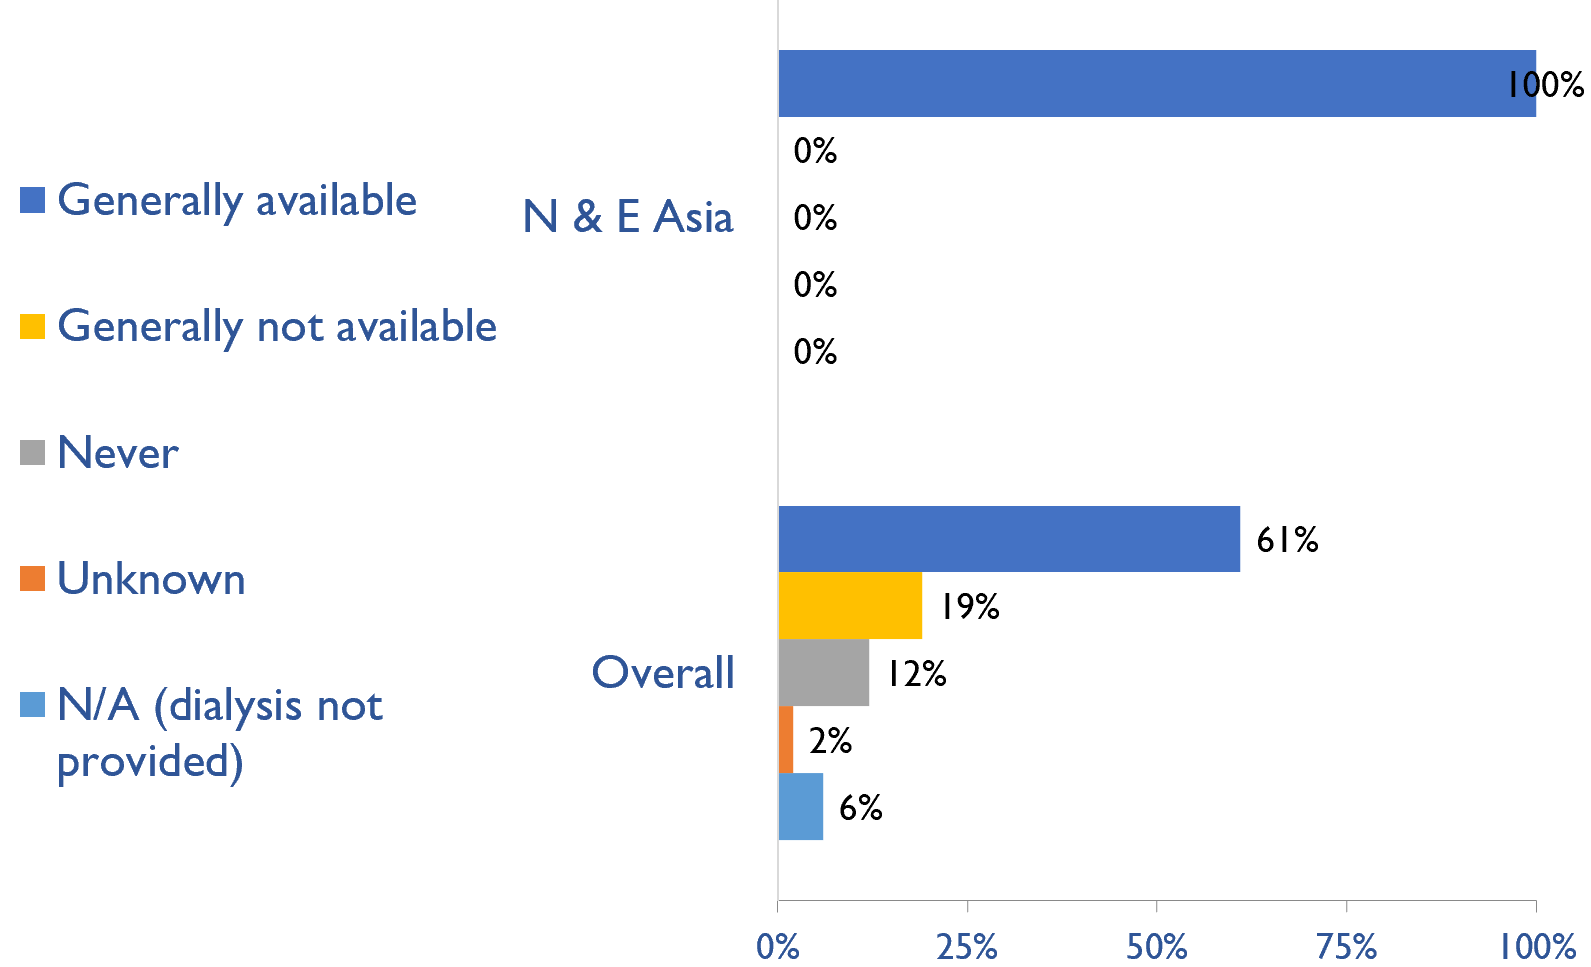 Generally available
Generally not available
Never
Unknown
N/A (dialysis not
provided)
N & E Asia
100%
0%
0%
0%
0%
Overall
61%
19%
12%
2%
6%
0%
25%
50%
75%
100%